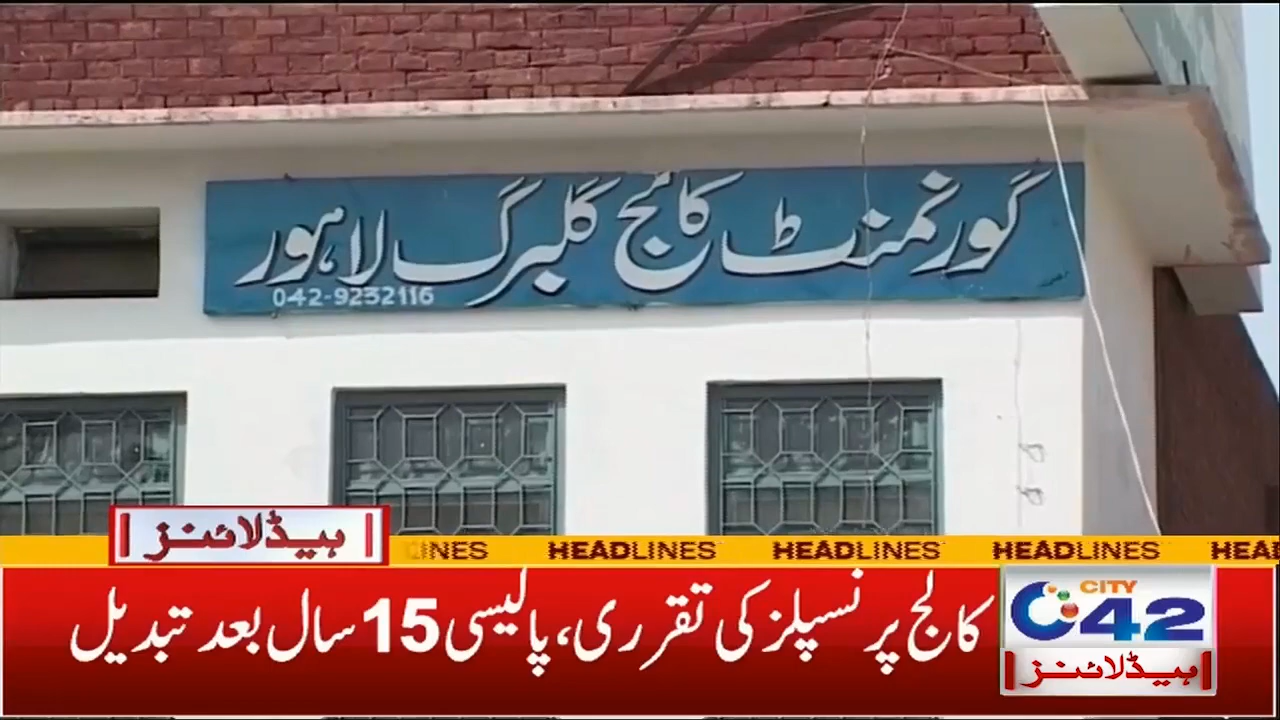 گورنمنٹ کالج گلبرگ لاہور
042-9232116
ہیڈلائنز
LINES HEADLINES HEADLINES HEADLINES HEAD
کالج پرنسپلز کی تقرری، پالیسی 15 سال بعد تبدیل
CITY
42
ہیڈلائنز